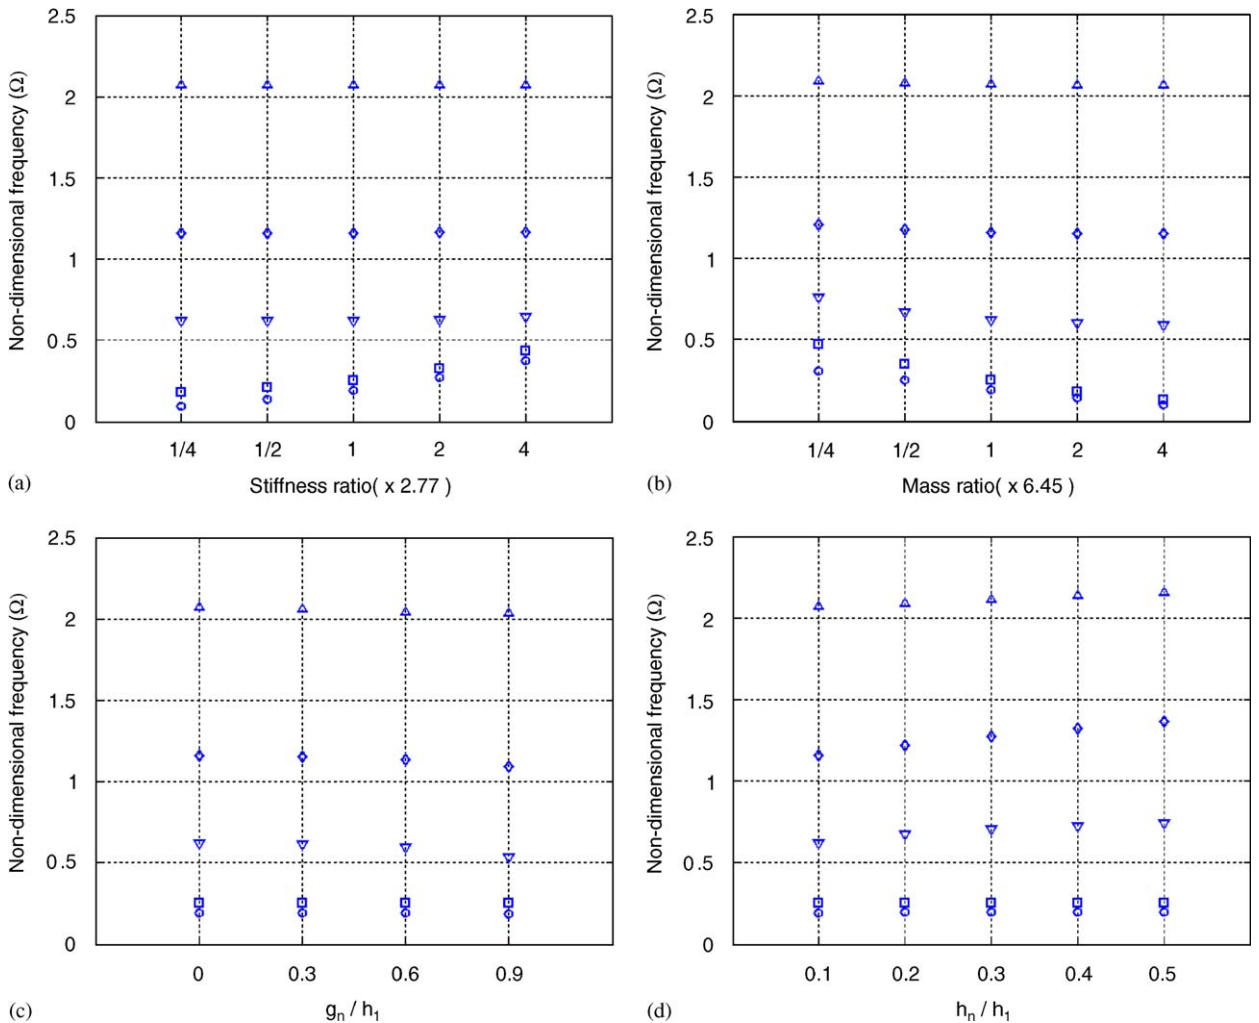 2.5
2
1.5
1
0.5
0
Non-dimensional frequency (Ω)
1/4 1/2 1 2 4
(a) Stiffness ratio( x 2.77 )
2.5
2
1.5
1
0.5
0
Non-dimensional frequency (Ω)
1/4 1/2 1 2 4
(b) Mass ratio( x 6.45 )
2.5
2
1.5
1
0.5
0
Non-dimensional frequency (Ω)
0 0.3 0.6 0.9
(c) gₙ / h₁
2.5
2
1.5
1
0.5
0
Non-dimensional frequency (Ω)
0.1 0.2 0.3 0.4 0.5
(d) hₙ / h₁